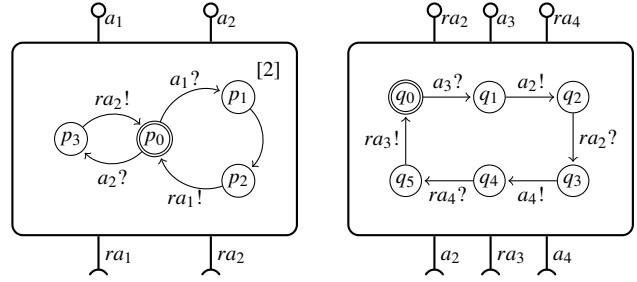 a1 a2 ra2 a3 ra4
[2]
a1? p1 q0 a3? q1 a2! q2
ra2!
p3 p0 ra3! ra2?
a2? p2 q5 ra4? q4 a4! q3
ra1!
ra1 ra2 a2 ra3 a4